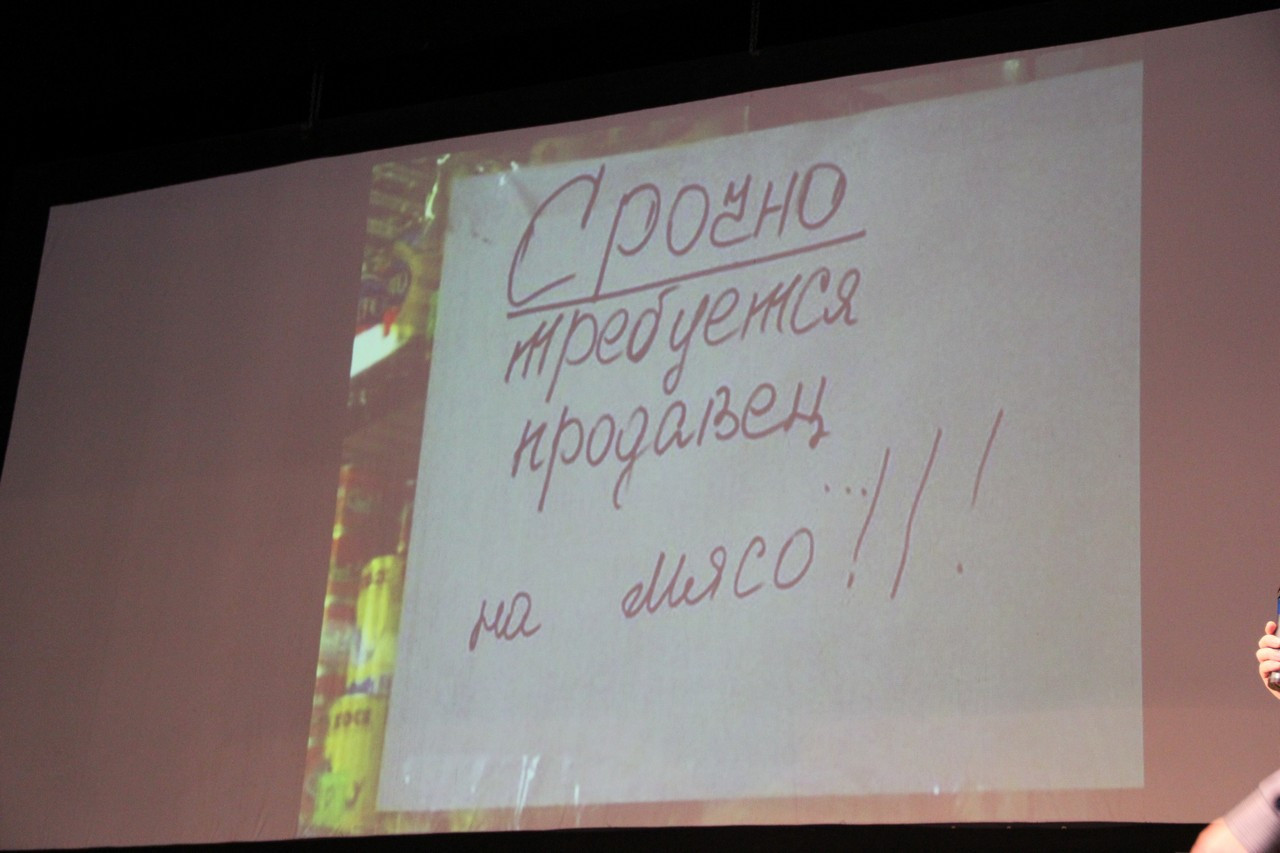 Срочно
требуется
продавец
на мясо...!!!